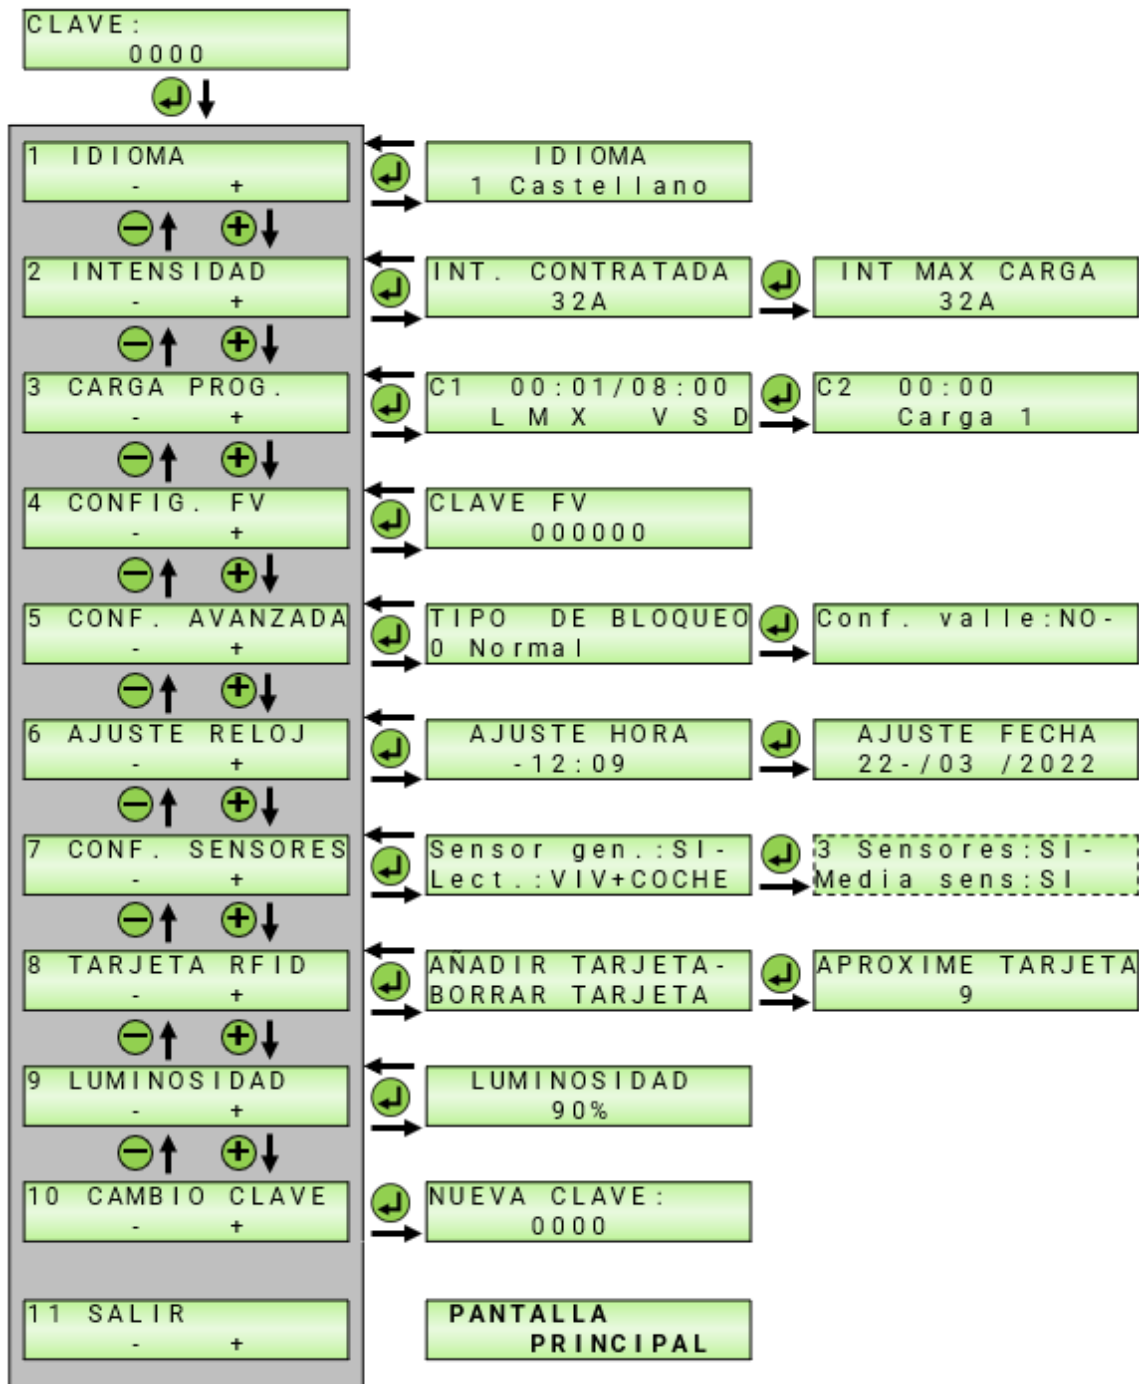 CLAVE:
0000
1 IDIOMA
- +
IDIOMA
1 Castellano
2 INTENSIDAD
- +
INT. CONTRATADA
32A
INT MAX CARGA
32A
3 CARGA PROG.
- +
C1 00:01/08:00
L M X V S D
C2 00:00
Carga 1
4 CONFIG. FV
- +
CLAVE FV
000000
5 CONF. AVANZADA
- +
TIPO DE BLOQUEO
0 Normal
Conf. valle:NO-
6 AJUSTE RELOJ
- +
AJUSTE HORA
-12:09
AJUSTE FECHA
22-/03 /2022
7 CONF. SENSORES
- +
Sensor gen.:SI-
Lect.:VIV+COCHE
3 Sensores:SI-
Media sens:SI
8 TARJETA RFID
- +
AÑADIR TARJETA-
BORRAR TARJETA
APROXIME TARJETA
9
9 LUMINOSIDAD
- +
LUMINOSIDAD
90%
10 CAMBIO CLAVE
- +
NUEVA CLAVE:
0000
11 SALIR
- +
PANTALLA
PRINCIPAL